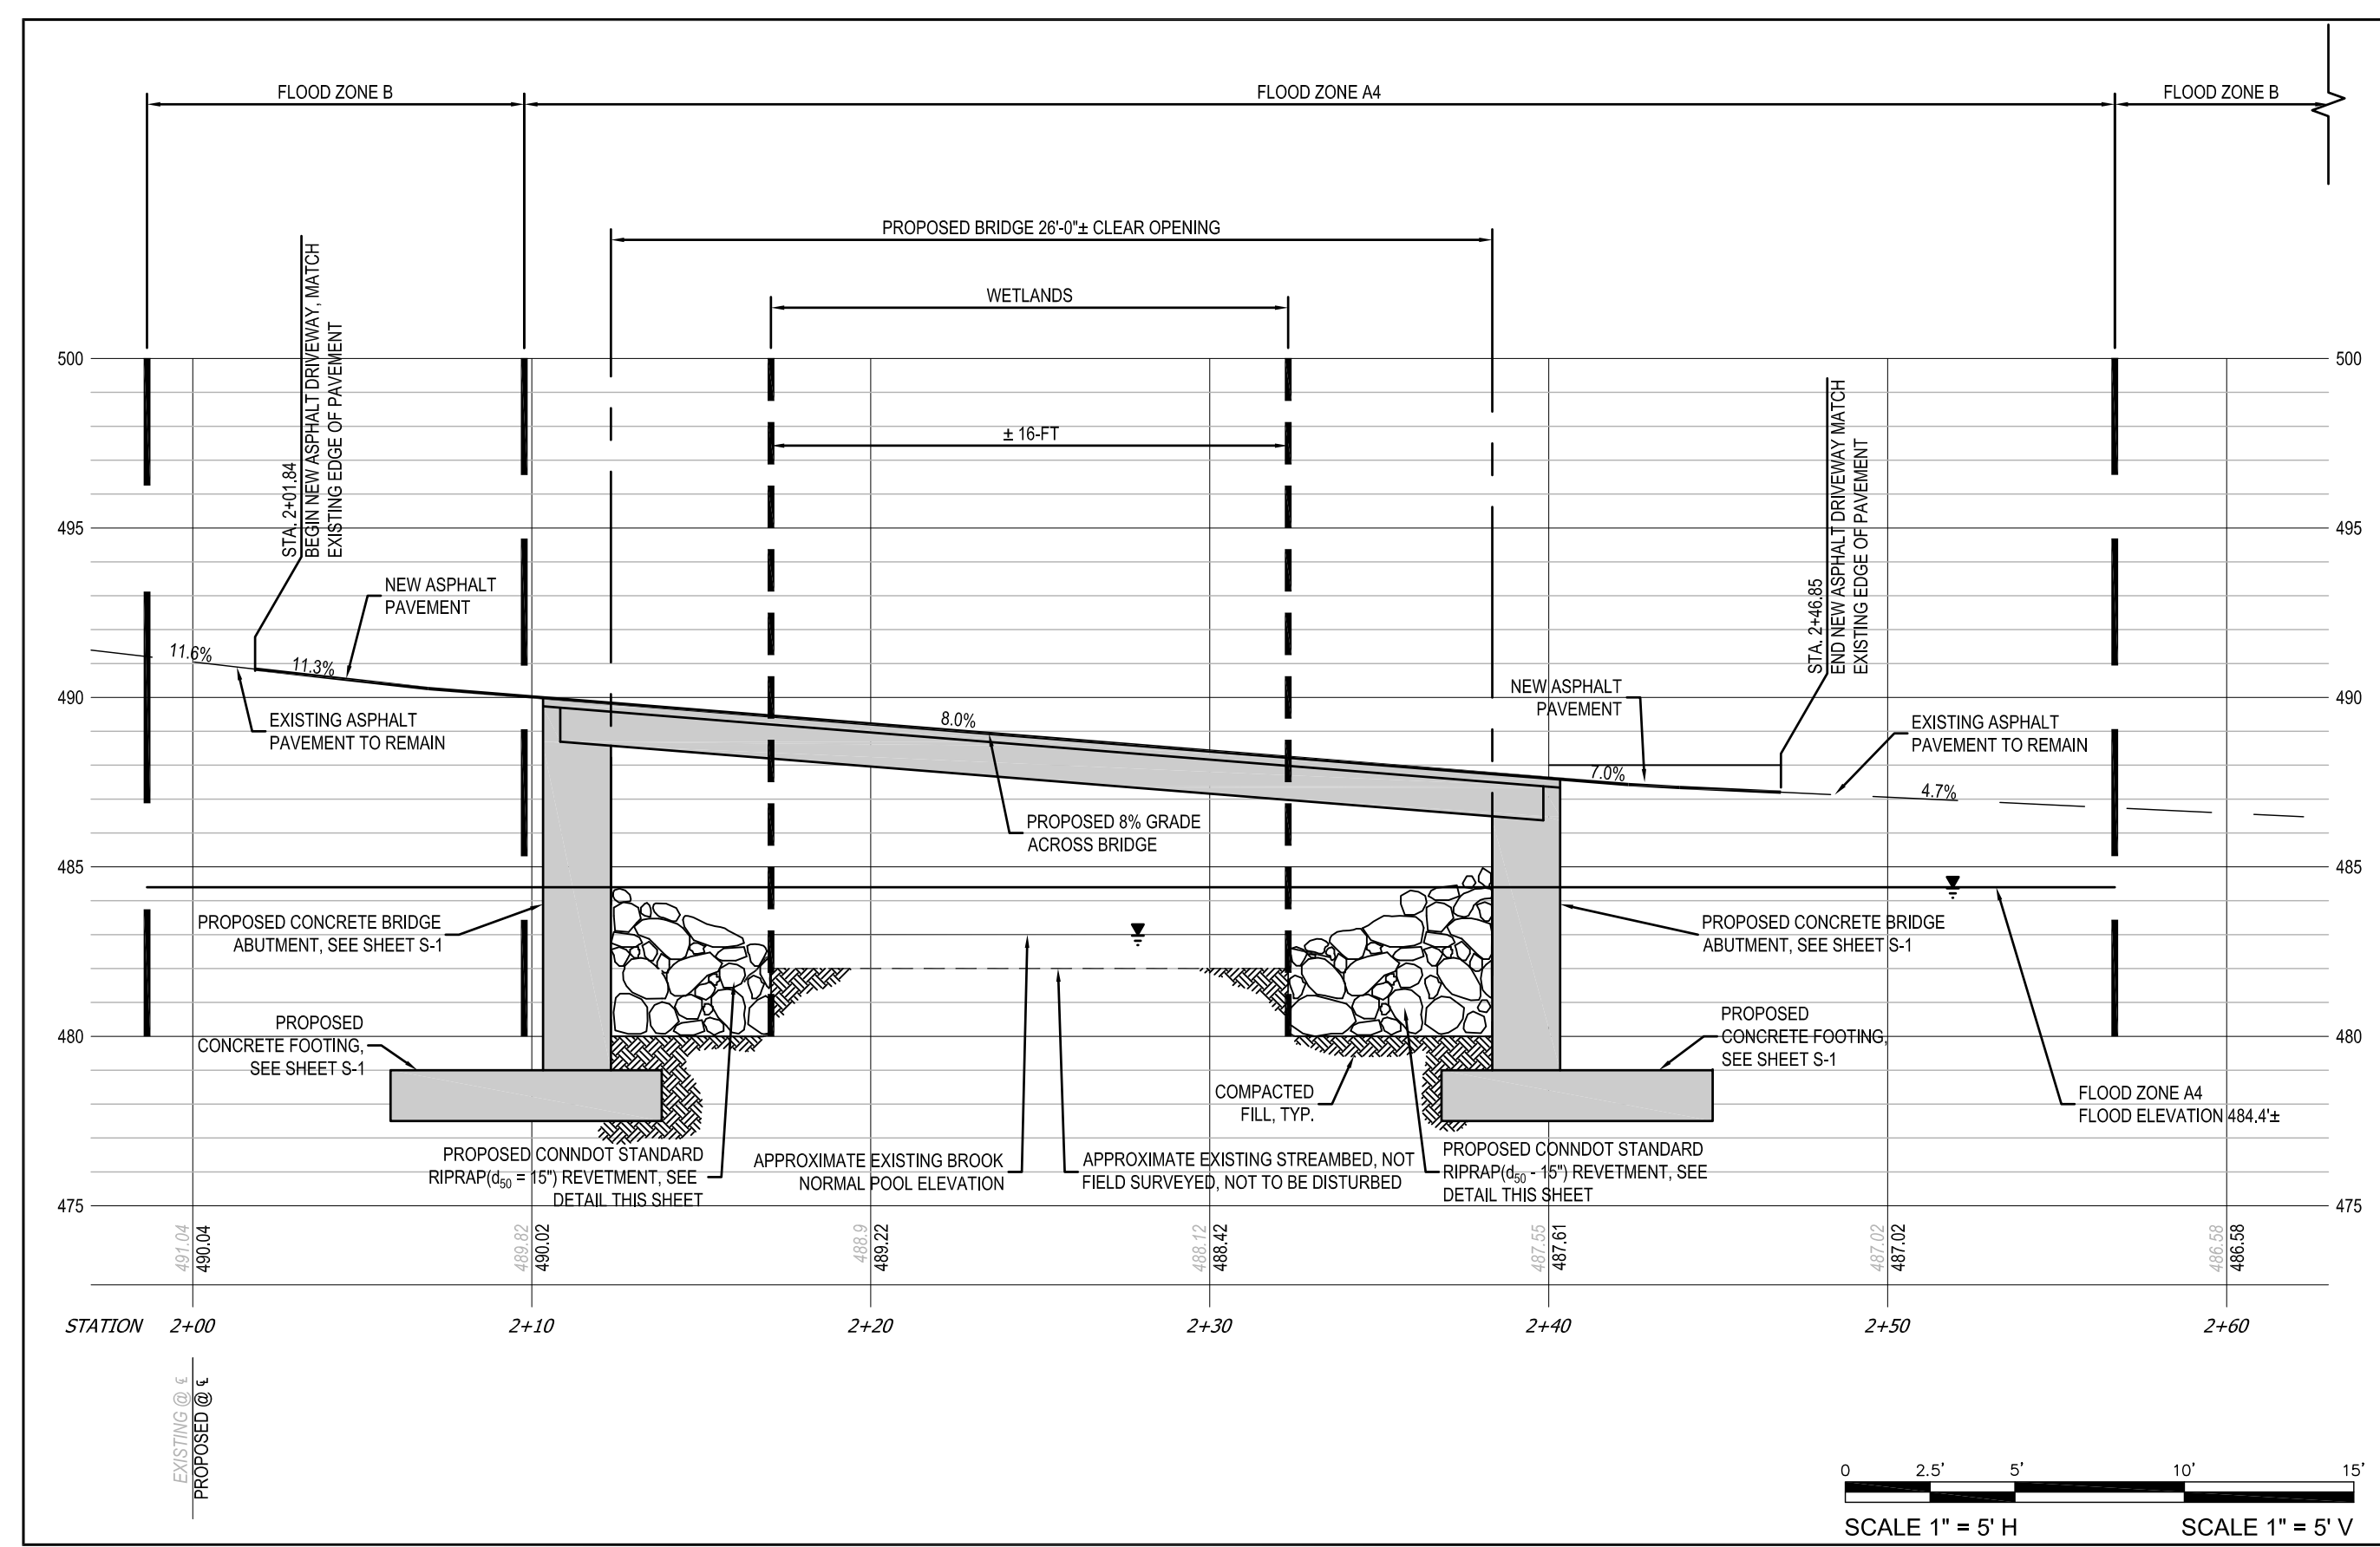 FLOOD ZONE B
FLOOD ZONE A4
FLOOD ZONE B
PROPOSED BRIDGE 26'-0"± CLEAR OPENING
WETLANDS
± 16-FT
500
500
495
495
490
490
485
485
480
480
475
475
STA. 2+01.84
BEGIN NEW ASPHALT DRIVEWAY, MATCH
EXISTING EDGE OF PAVEMENT
NEW ASPHALT
PAVEMENT
11.6%
11.3%
EXISTING ASPHALT
PAVEMENT TO REMAIN
8.0%
PROPOSED 8% GRADE
ACROSS BRIDGE
NEW ASPHALT
PAVEMENT
7.0%
STA. 2+46.85
END NEW ASPHALT DRIVEWAY MATCH
EXISTING EDGE OF PAVEMENT
EXISTING ASPHALT
PAVEMENT TO REMAIN
4.7%
PROPOSED CONCRETE BRIDGE
ABUTMENT, SEE SHEET S-1
PROPOSED CONCRETE BRIDGE
ABUTMENT, SEE SHEET S-1
PROPOSED
CONCRETE FOOTING,
SEE SHEET S-1
PROPOSED
CONCRETE FOOTING,
SEE SHEET S-1
COMPACTED
FILL, TYP.
FLOOD ZONE A4
FLOOD ELEVATION 484.4'±
PROPOSED CONNDOT STANDARD
RIPRAP(d50 = 15") REVETMENT, SEE
DETAIL THIS SHEET
APPROXIMATE EXISTING BROOK
NORMAL POOL ELEVATION
APPROXIMATE EXISTING STREAMBED, NOT
FIELD SURVEYED, NOT TO BE DISTURBED
PROPOSED CONNDOT STANDARD
RIPRAP(d50 - 15") REVETMENT, SEE
DETAIL THIS SHEET
491.04
490.04
489.82
490.02
488.9
489.22
488.12
488.42
487.55
487.61
487.02
487.02
486.58
486.58
STATION 2+00 2+10 2+20 2+30 2+40 2+50 2+60
EXISTING @ ℄
PROPOSED @ ℄
0 2.5' 5' 10' 15'
SCALE 1" = 5' H SCALE 1" = 5' V